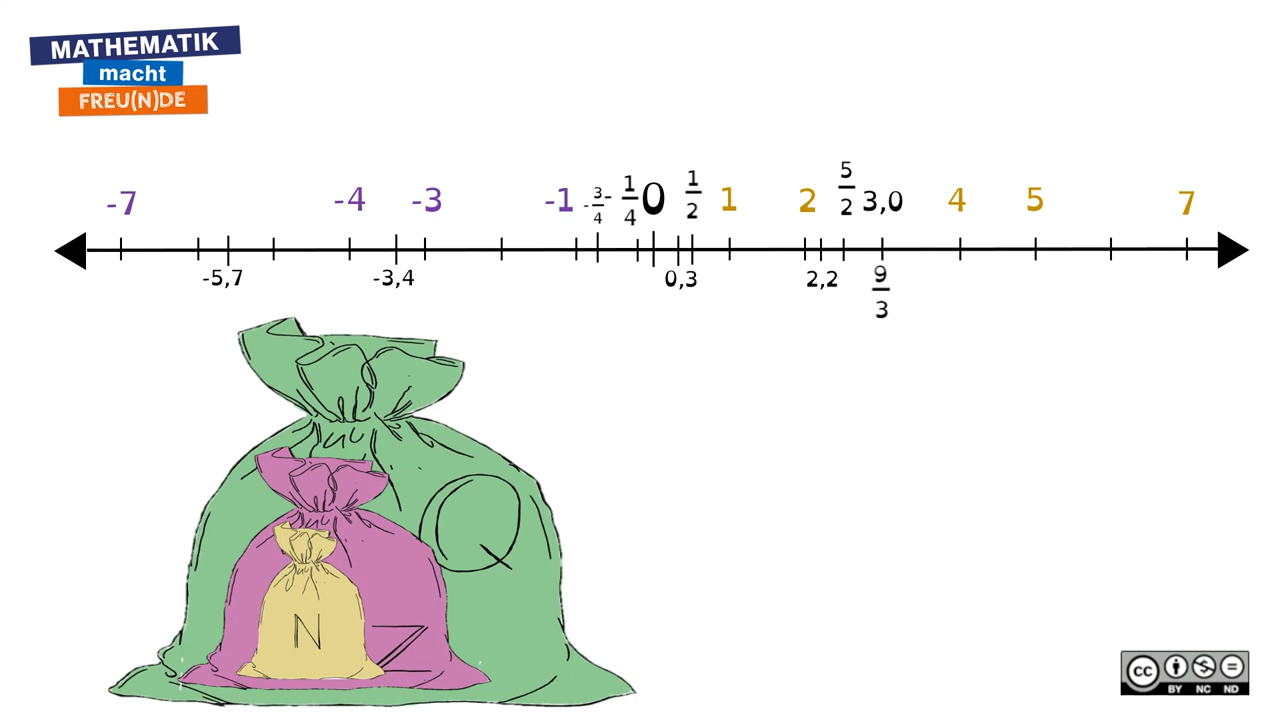 MATHEMATIK
macht
FREU(N)DE
-7 -4 -3 -1 -3/4 -1/4 0 1/2 1 2 5/2 3,0 4 5 7
-5,7 -3,4 0,3 2,2 9/3
Q
N
Z
CC BY NC ND